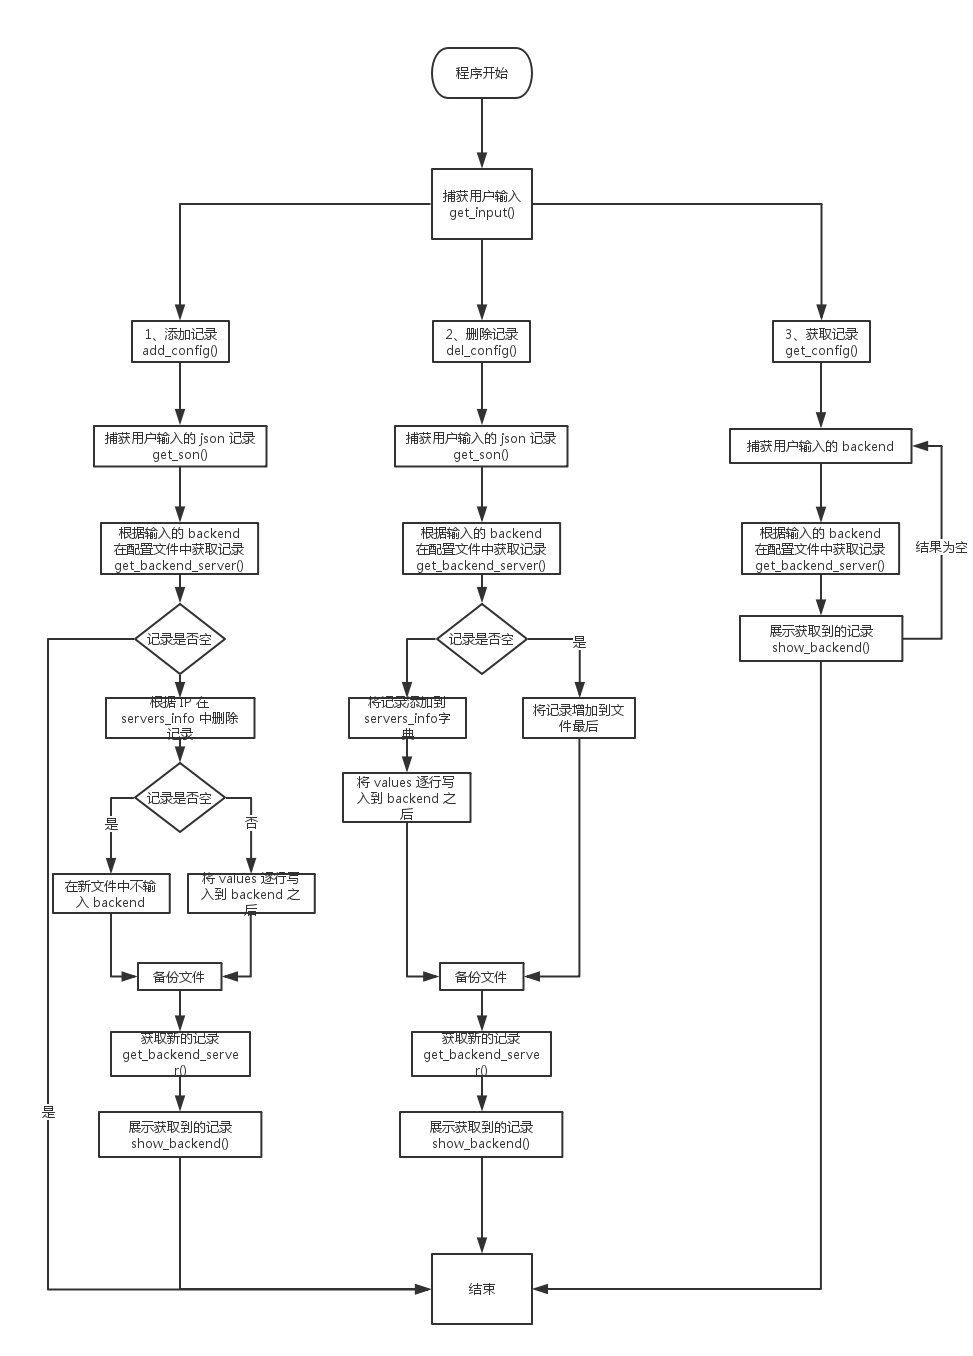 程序开始
捕获用户输入
get_input()
1、添加记录
add_config()
2、删除记录
del_config()
3、获取记录
get_config()
捕获用户输入的 json 记录
get_son()
捕获用户输入的 json 记录
get_son()
捕获用户输入的 backend
根据输入的 backend
在配置文件中获取记录
get_backend_server()
根据输入的 backend
在配置文件中获取记录
get_backend_server()
根据输入的 backend
在配置文件中获取记录
get_backend_server()
结果为空
记录是否空
记录是否空
是
展示获取到的记录
show_backend()
根据 IP 在
servers_info 中删除
记录
将记录添加到
servers_info字
典
将记录增加到文
件最后
记录是否空
将 values 逐行写
入到 backend 之
后
是
否
在新文件中不输
入 backend
将 values 逐行写
入到 backend 之
后
备份文件
备份文件
获取新的记录
get_backend_serve
r()
获取新的记录
get_backend_serve
r()
是
展示获取到的记录
show_backend()
展示获取到的记录
show_backend()
结束